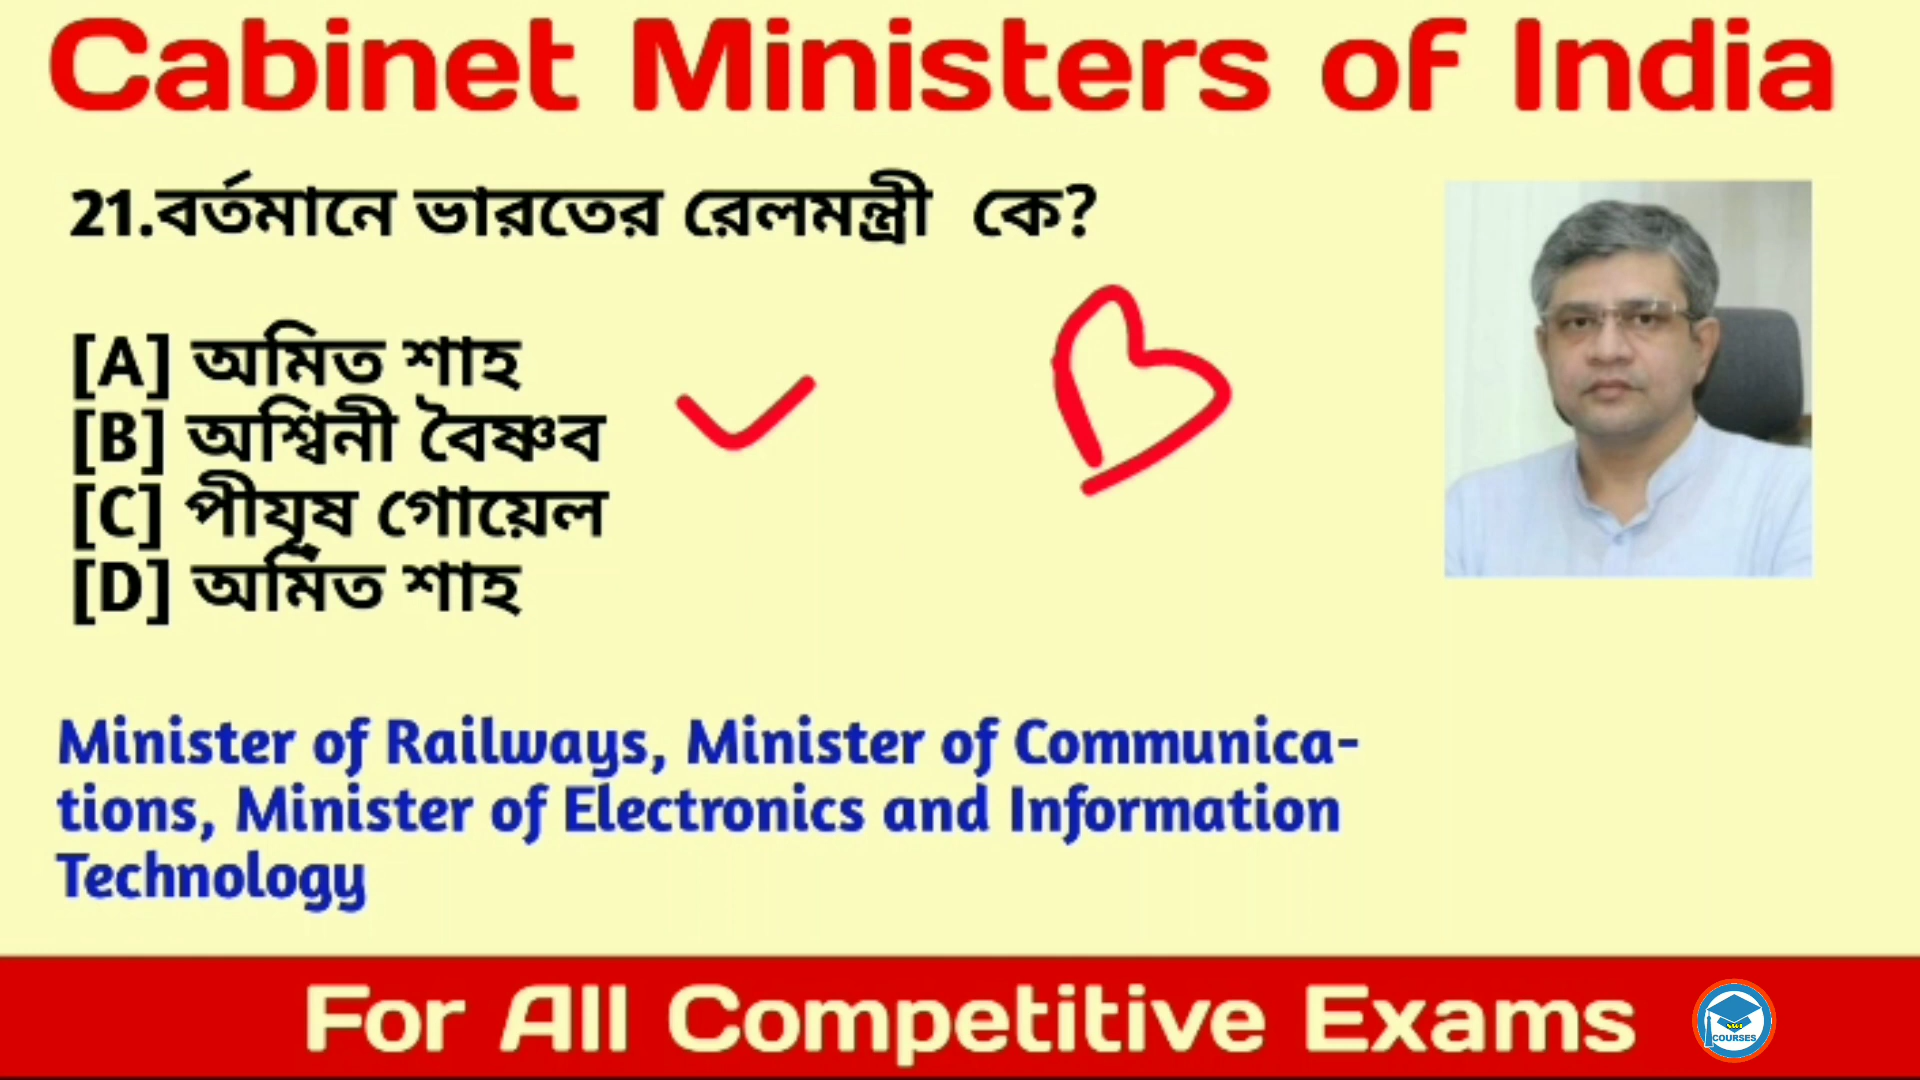 Cabinet Ministers of India
21.বর্তমানে ভারতের রেলমন্ত্রী কে?
[A] অমিত শাহ
[B] অশ্বিনী বৈষ্ণব
[C] পীযূষ গোয়েল
[D] অমিত শাহ
B
Minister of Railways, Minister of Communica-
tions, Minister of Electronics and Information
Technology
For All Competitive Exams
COURSES